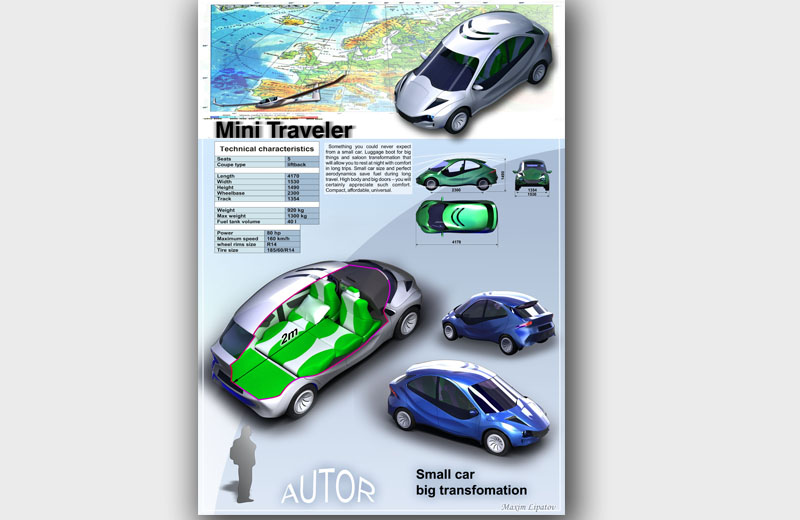 Mini Traveler
Technical characteristics
Seats 5
Coupe type liftback
Length 4170
Width 1530
Height 1490
Wheelbase 2300
Track 1354
Weight 920 kg
Max weight 1300 kg
Fuel tank volume 40 l
Power 80 hp
Maximum speed 160 km/h
wheel rims size R14
Tire size 165/60/R14
Something you could never expect
from a small car. Luggage boot for big
things and saloon transformation that
will allow you to rest at night with comfort
in long trips. Small car size and perfect
aerodynamics save fuel during long
travel. High body and big doors – you will
certainly appreciate such comfort.
Compact, affordable, universal.
2300
1490
1354
1530
4170
2m
AUTOR
Small car
big transfomation
Maxim Lipatov